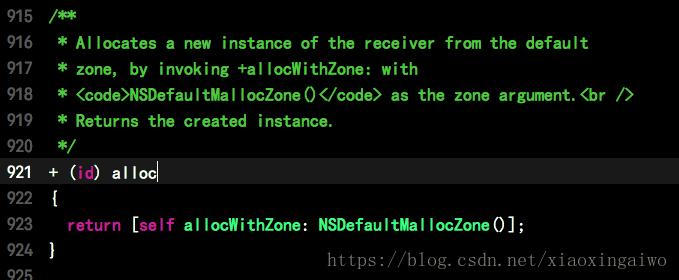 915 /**
916  * Allocates a new instance of the receiver from the default
917  * zone, by invoking +allocWithZone: with
918  * <code>NSDefaultMallocZone()</code> as the zone argument.<br />
919  * Returns the created instance.
920  */
921 + (id) alloc
922 {
923   return [self allocWithZone: NSDefaultMallocZone()];
924 }
https://blog.csdn.net/xiaoxingaiwo
925